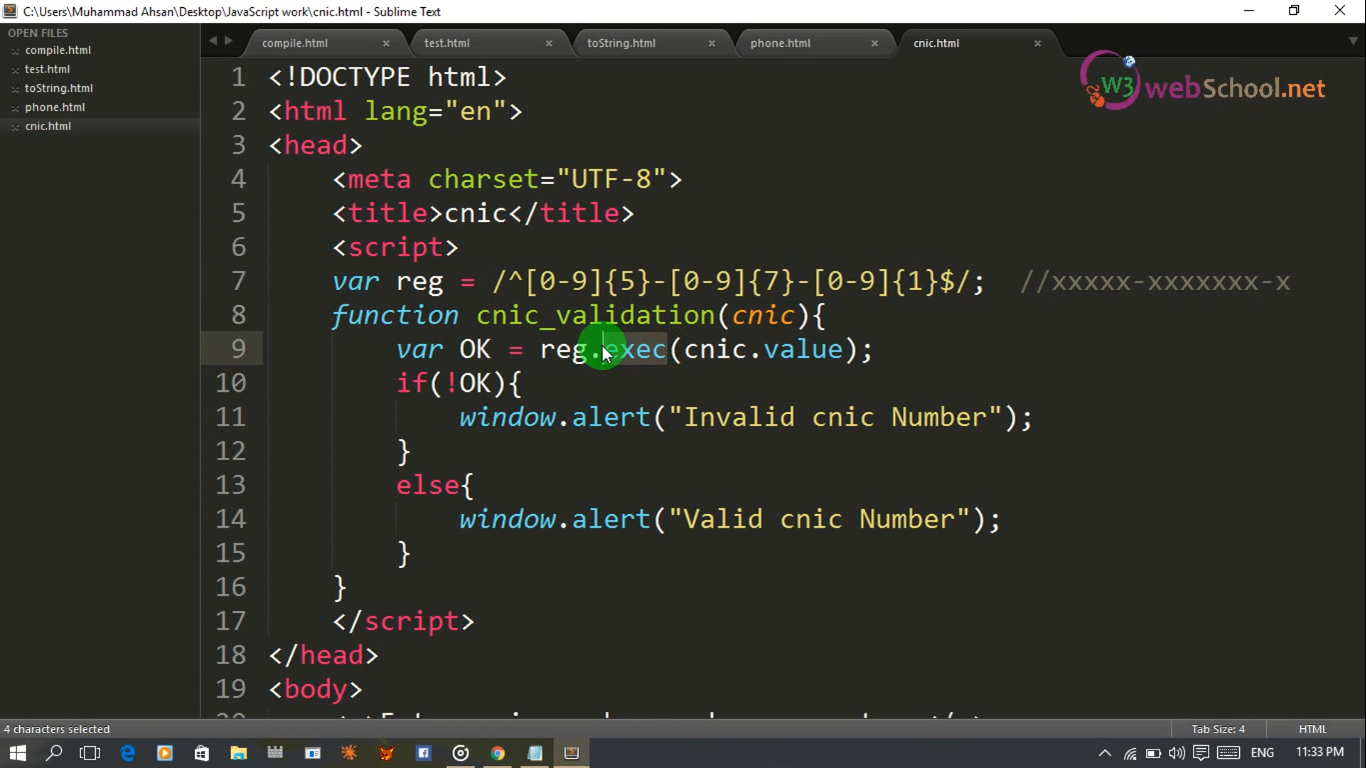 C:\Users\Muhammad Ahsan\Desktop\JavaScript work\cnic.html - Sublime Text
OPEN FILES
compile.html
test.html
toString.html
phone.html
cnic.html
compile.html test.html toString.html phone.html cnic.html
W3 webSchool.net
1 <!DOCTYPE html>
2 <html lang="en">
3 <head>
4 <meta charset="UTF-8">
5 <title>cnic</title>
6 <script>
7 var reg = /^[0-9]{5}-[0-9]{7}-[0-9]{1}$/; //xxxxx-xxxxxxx-x
8 function cnic_validation(cnic){
9 var OK = reg.exec(cnic.value);
10 if(!OK){
11 window.alert("Invalid cnic Number");
12 }
13 else{
14 window.alert("Valid cnic Number");
15 }
16 }
17 </script>
18 </head>
19 <body>
4 characters selected
Tab Size: 4
HTML
ENG
11:33 PM